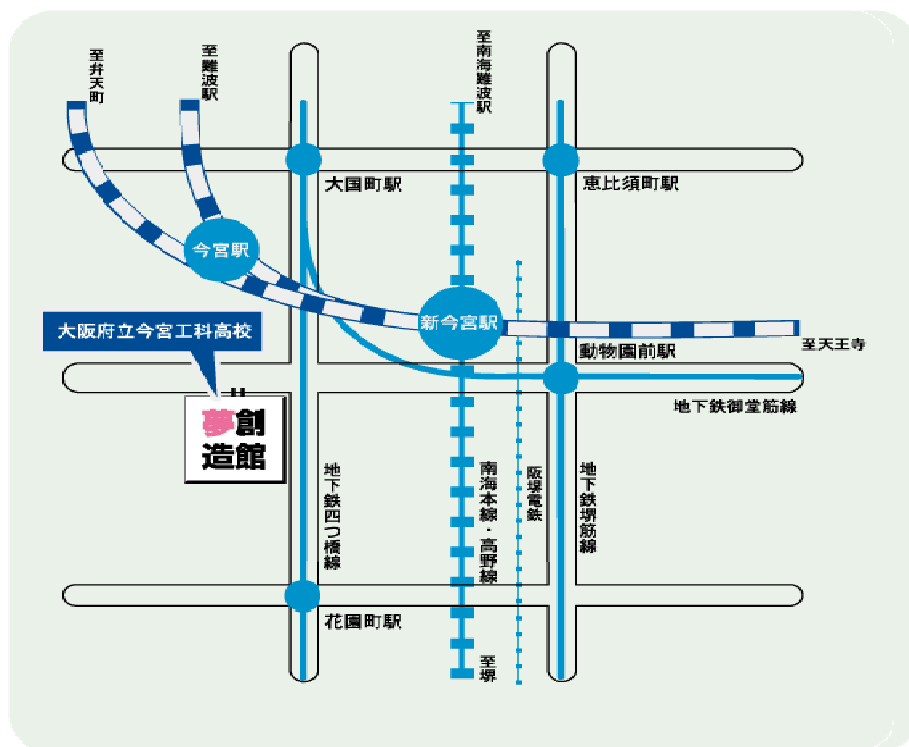 至弁天町
至難波駅
至南海難波駅
大国町駅
恵比須町駅
今宮駅
新今宮駅
大阪府立今宮工科高校
動物園前駅
至天王寺
地下鉄御堂筋線
夢創
造館
地下鉄四つ橋線
南海本線・高野線
阪堺電鉄
地下鉄堺筋線
花園町駅
至堺